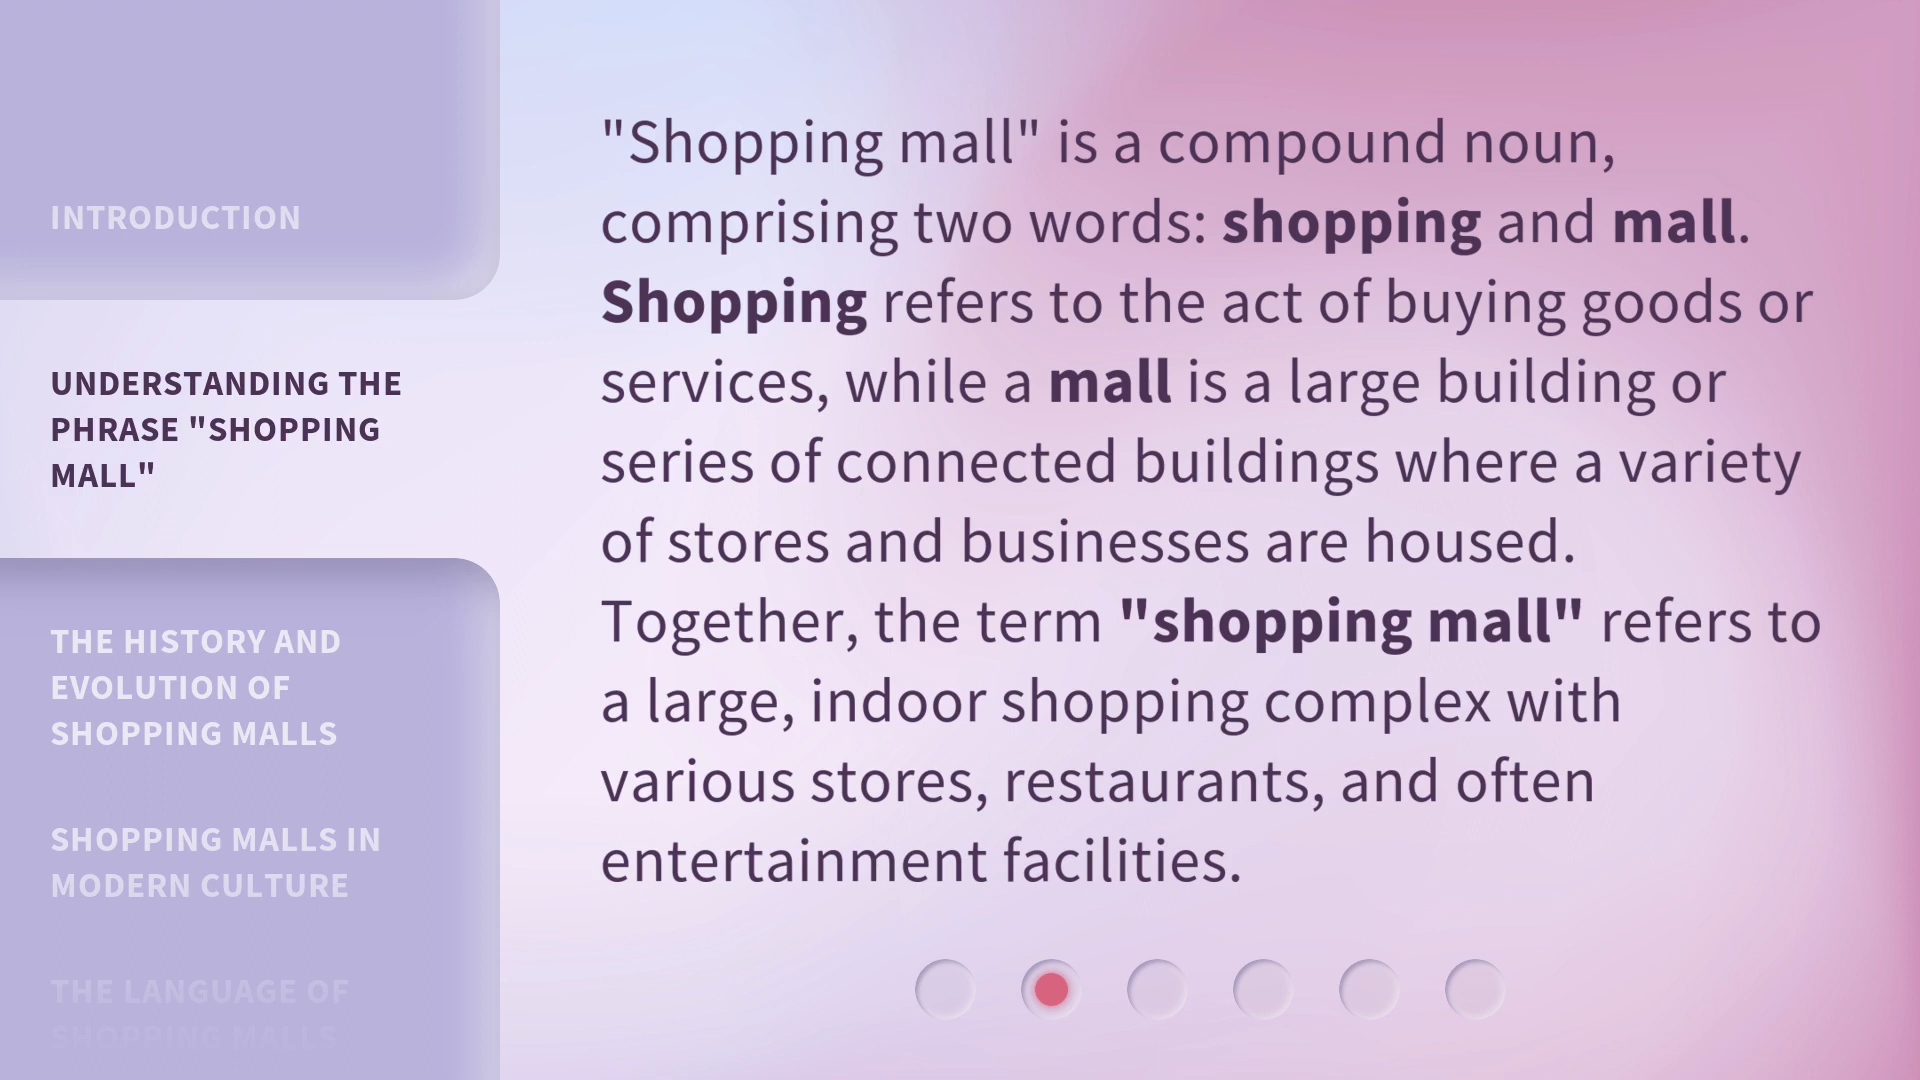 INTRODUCTION
UNDERSTANDING THE
PHRASE "SHOPPING
MALL"
THE HISTORY AND
EVOLUTION OF
SHOPPING MALLS
SHOPPING MALLS IN
MODERN CULTURE
THE LANGUAGE OF
SHOPPING MALLS
"Shopping mall" is a compound noun,
comprising two words: shopping and mall.
Shopping refers to the act of buying goods or
services, while a mall is a large building or
series of connected buildings where a variety
of stores and businesses are housed.
Together, the term "shopping mall" refers to
a large, indoor shopping complex with
various stores, restaurants, and often
entertainment facilities.